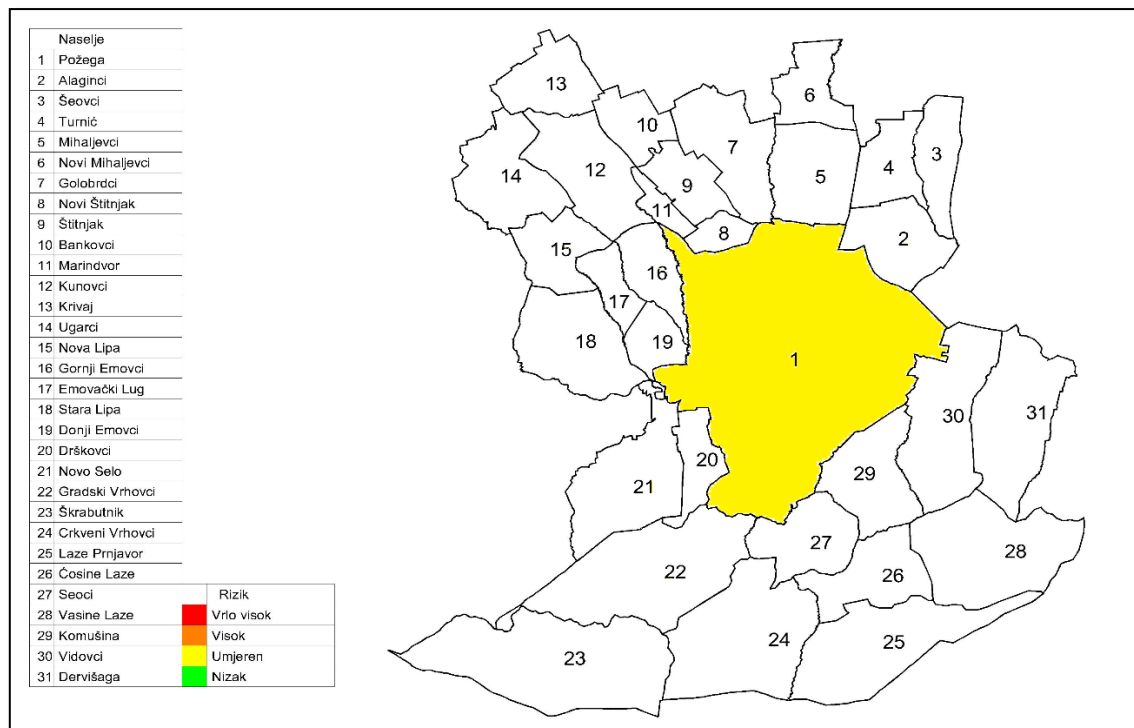 Naselje
1 Požega
2 Alaginci
3 Šeovci
4 Turnić
5 Mihaljevci
6 Novi Mihaljevci
7 Golobrdci
8 Novi Štitnjak
9 Štitnjak
10 Bankovci
11 Marindvor
12 Kunovci
13 Krivaj
14 Ugarci
15 Nova Lipa
16 Gornji Emovci
17 Emovački Lug
18 Stara Lipa
19 Donji Emovci
20 Drškovci
21 Novo Selo
22 Gradski Vrhovci
23 Škrabutnik
24 Crkveni Vrhovci
25 Laze Prnjavor
26 Ćosine Laze
27 Seoci
28 Vasine Laze
29 Komušina
30 Vidovci
31 Dervišaga
Rizik
Vrlo visok
Visok
Umjeren
Nizak
13
6
10
7
3
12
4
14
9
5
11
8
2
15
16
17
18
19
1
30
31
20
29
21
27
28
22
26
24
25
23